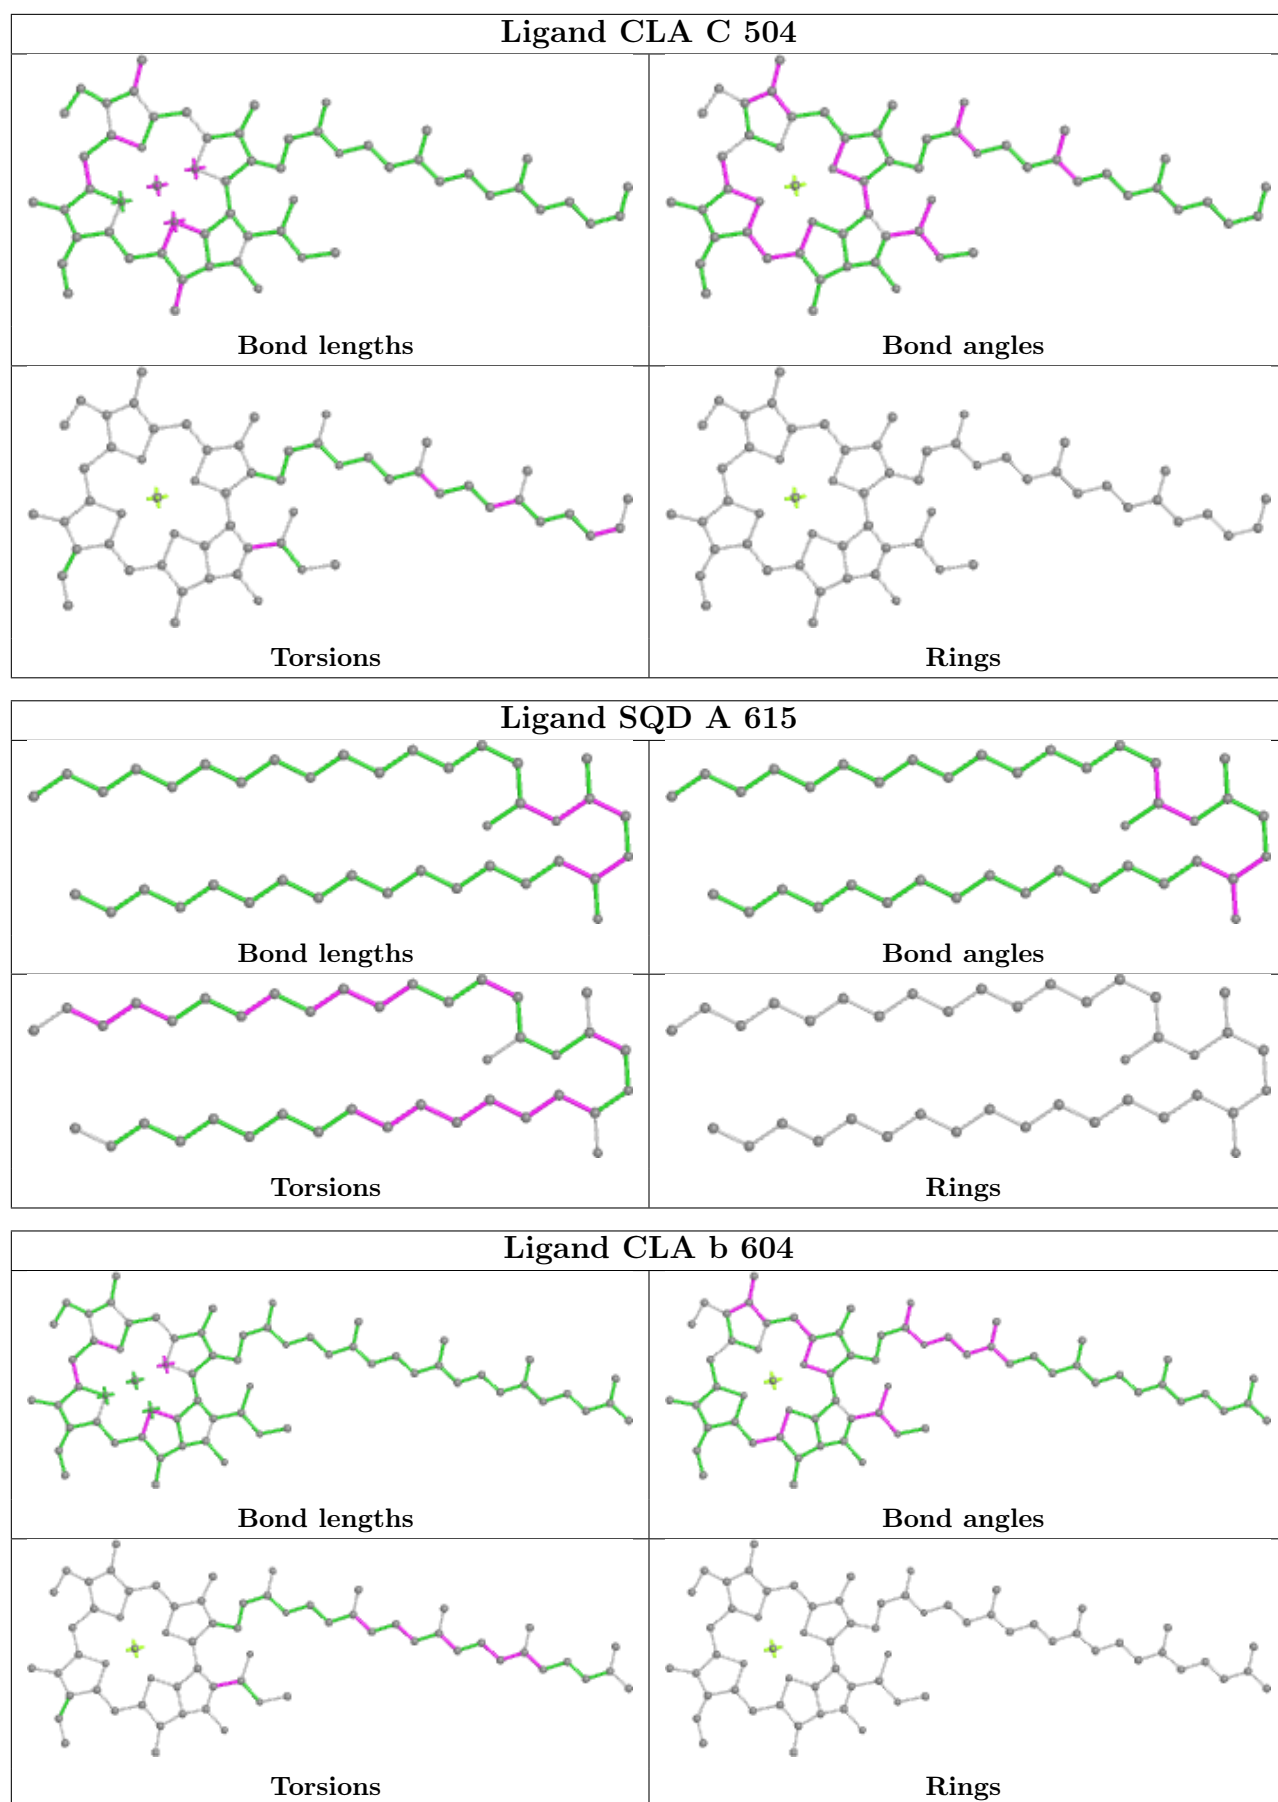 Ligand CLA C 504
Bond lengths
Bond angles
Torsions
Rings
Ligand SQD A 615
Bond lengths
Bond angles
Torsions
Rings
Ligand CLA b 604
Bond lengths
Bond angles
Torsions
Rings